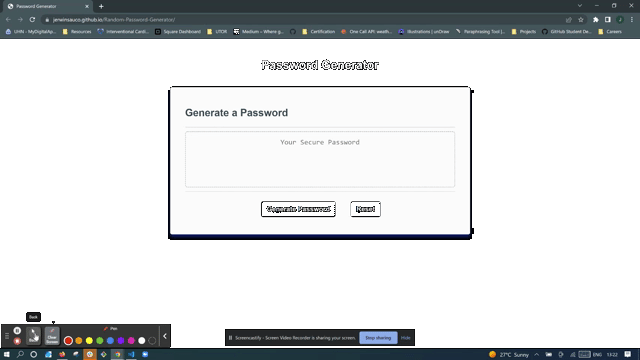 Password Generator
jerwinsauco.github.io/Random-Password-Generator/
UHN - MyDigitalAp...
Resources
Interventional Cardi...
Square Dashboard
UTOR
Medium – Where g...
Certification
One Call API: weath...
Illustrations | unDraw
Paraphrasing Tool |...
Projects
GitHub Student De...
Careers
Password Generator
Generate a Password
Your Secure Password
Generate Password
Reset
Back
Clear Screen
Pen
Screencastify - Screen Video Recorder is sharing your screen.
Stop sharing
Hide
27°C Sunny
ENG
13:22